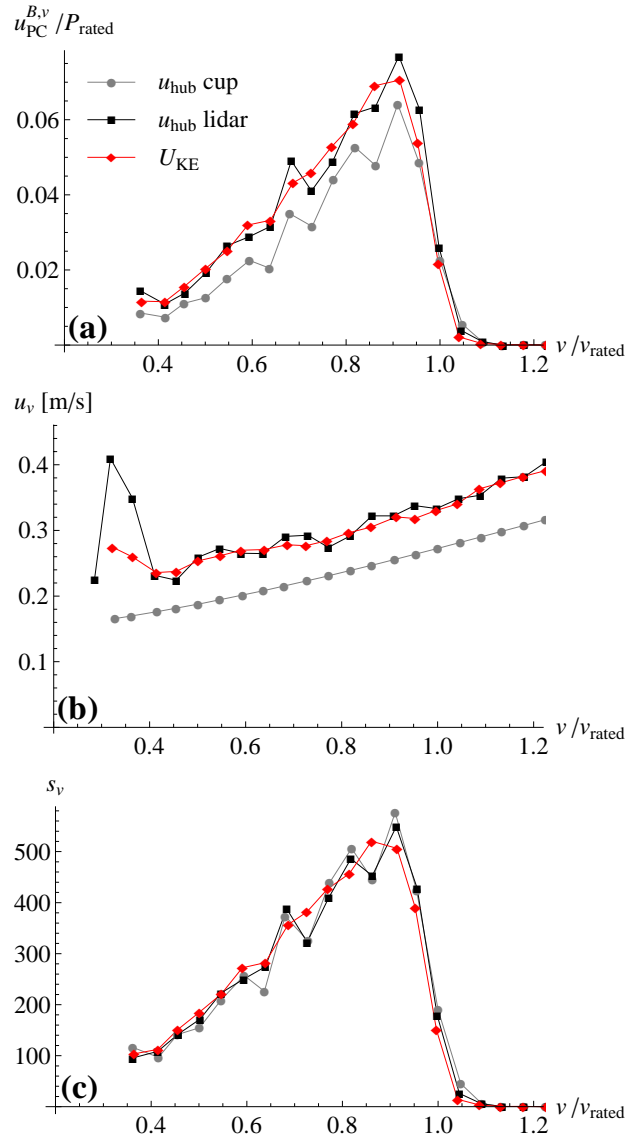 u_PC^{B,v}/P_rated
u_hub cup
u_hub lidar
U_KE
0.06
0.04
0.02
(a)
0.4 0.6 0.8 1.0 1.2
v/v_rated
u_v [m/s]
0.4
0.3
0.2
0.1
(b)
0.4 0.6 0.8 1.0 1.2
v/v_rated
s_v
500
400
300
200
100
(c)
0.4 0.6 0.8 1.0 1.2
v/v_rated